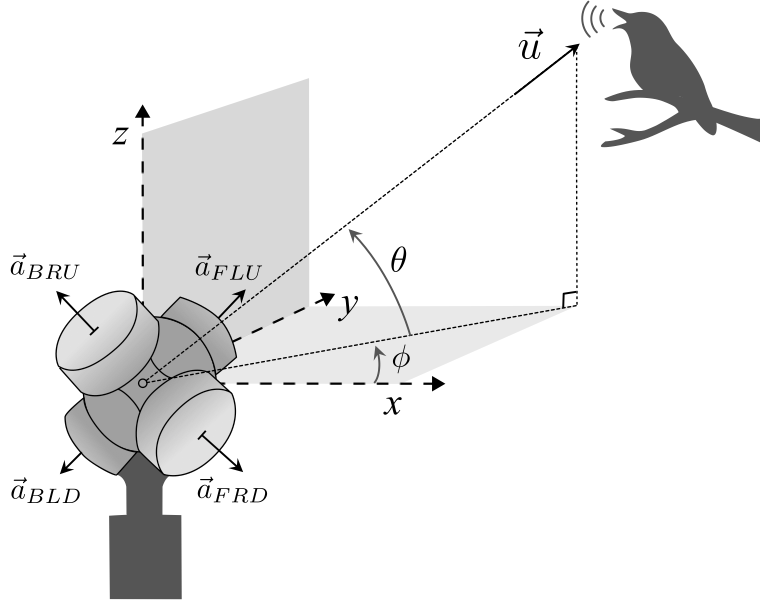 u⃗
z
a⃗_BRU
a⃗_FLU
θ
y
ϕ
x
a⃗_BLD
a⃗_FRD